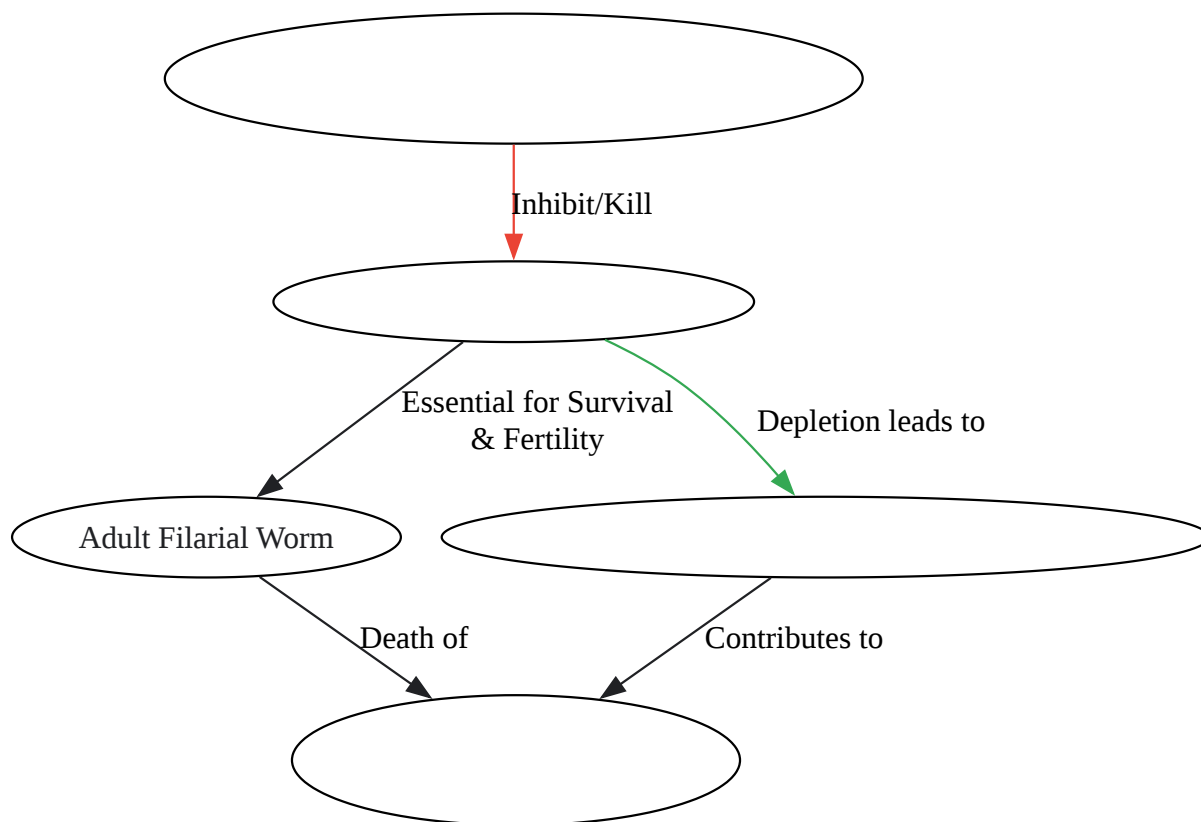 Inhibit/Kill
Essential for Survival
& Fertility
Depletion leads to
Adult Filarial Worm
Death of
Contributes to